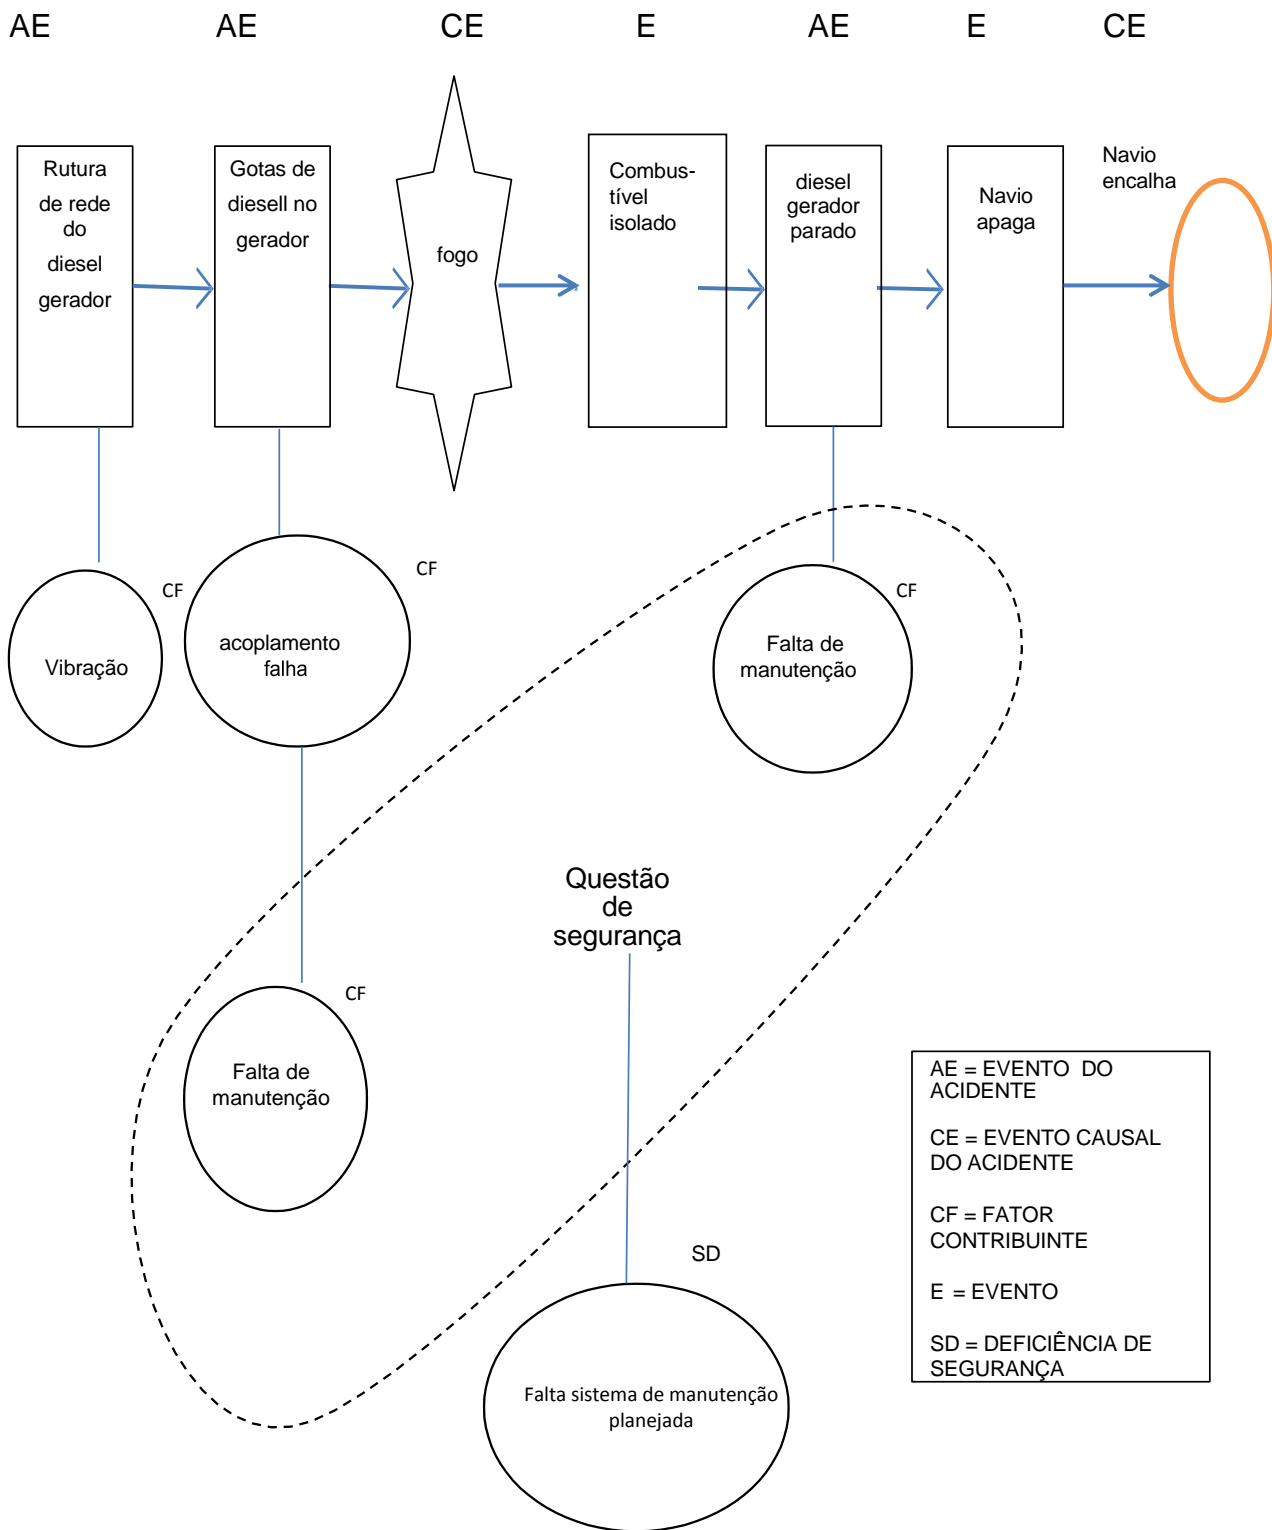 AE AE CE E AE E CE
Rutura
de rede
do
diesel
gerador
Gotas de
diesell no
gerador
fogo
Combus-
tível
isolado
diesel
gerador
parado
Navio
apaga
Navio
encalha
CF
Vibração
CF
acoplamento
falha
CF
Falta de
manutenção
Questão
de
segurança
CF
Falta de
manutenção
SD
Falta sistema de manutenção
planejada
AE = EVENTO DO
ACIDENTE
CE = EVENTO CAUSAL
DO ACIDENTE
CF = FATOR
CONTRIBUINTE
E = EVENTO
SD = DEFICIÊNCIA DE
SEGURANÇA